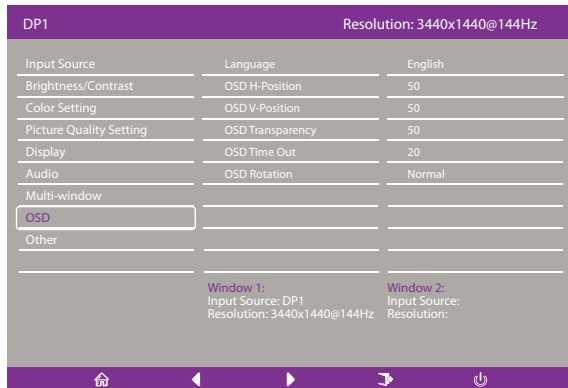 DP1 Resolution: 3440x1440@144Hz
Input Source Language English
Brightness/Contrast OSD H-Position 50
Color Setting OSD V-Position 50
Picture Quality Setting OSD Transparency 50
Display OSD Time Out 20
Audio OSD Rotation Normal
Multi-window
OSD
Other
Window 1: Window 2:
Input Source: DP1 Input Source:
Resolution: 3440x1440@144Hz Resolution: